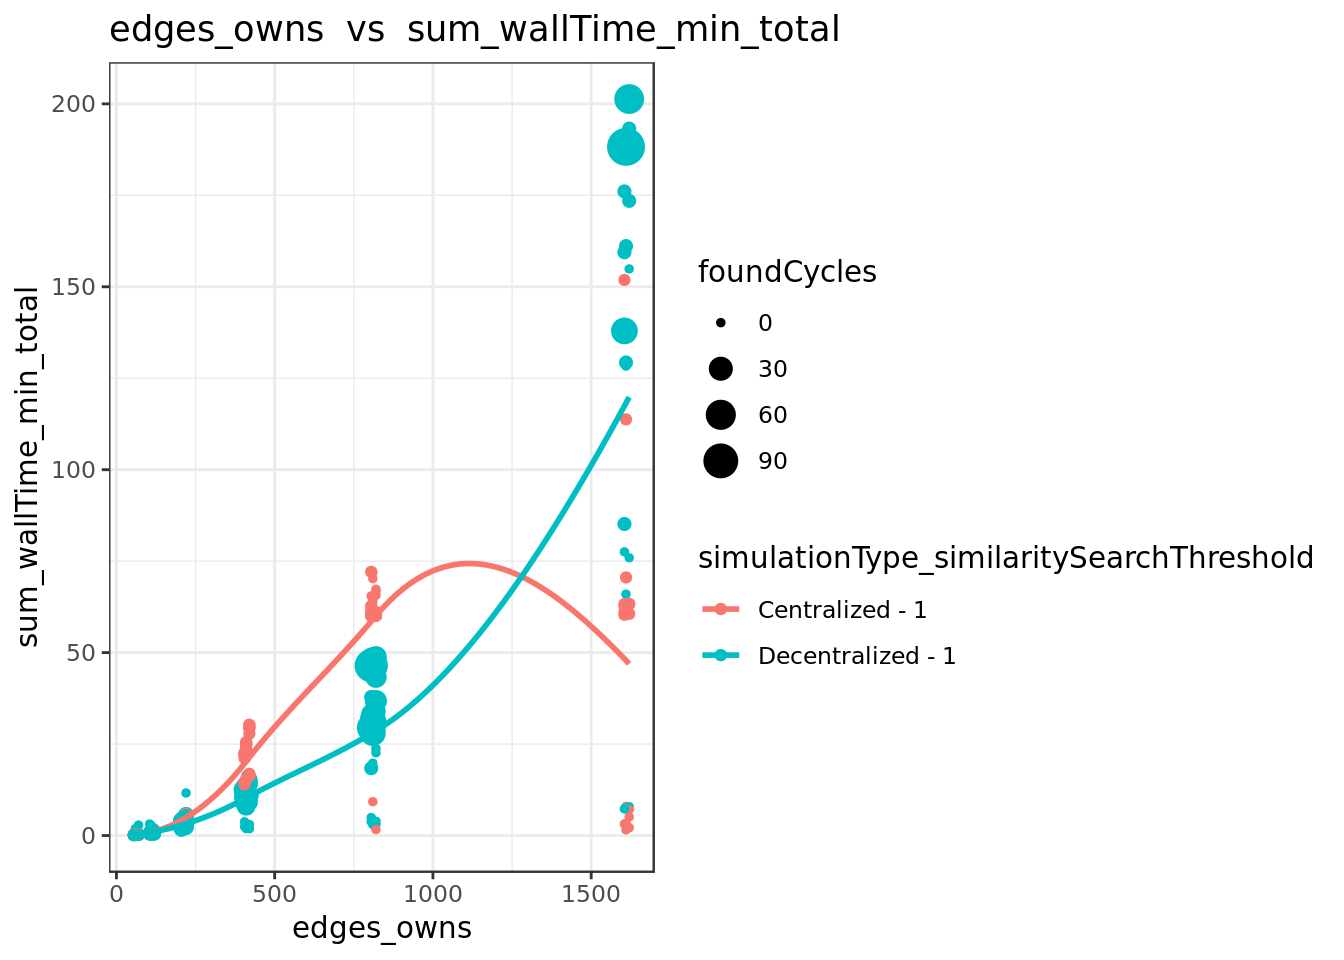 edges_owns  vs  sum_wallTime_min_total
sum_wallTime_min_total
200
150
100
50
0
0 500 1000 1500
edges_owns
foundCycles
0
30
60
90
simulationType_similaritySearchThreshold
Centralized - 1
Decentralized - 1